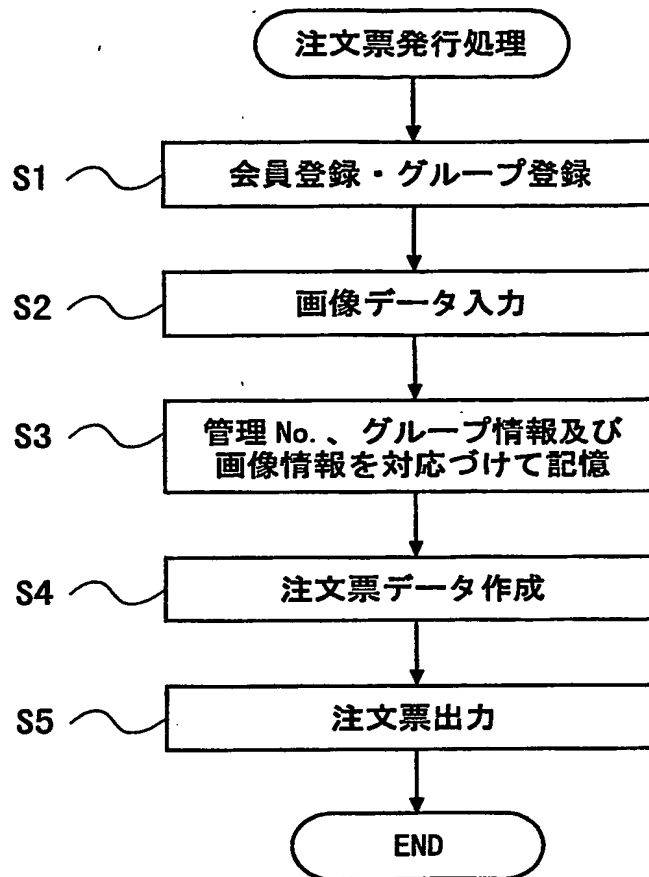 注文票発行処理
S1
会員登録・グループ登録
S2
画像データ入力
S3
管理 No.、グループ情報及び
画像情報を対応づけて記憶
S4
注文票データ作成
S5
注文票出力
END